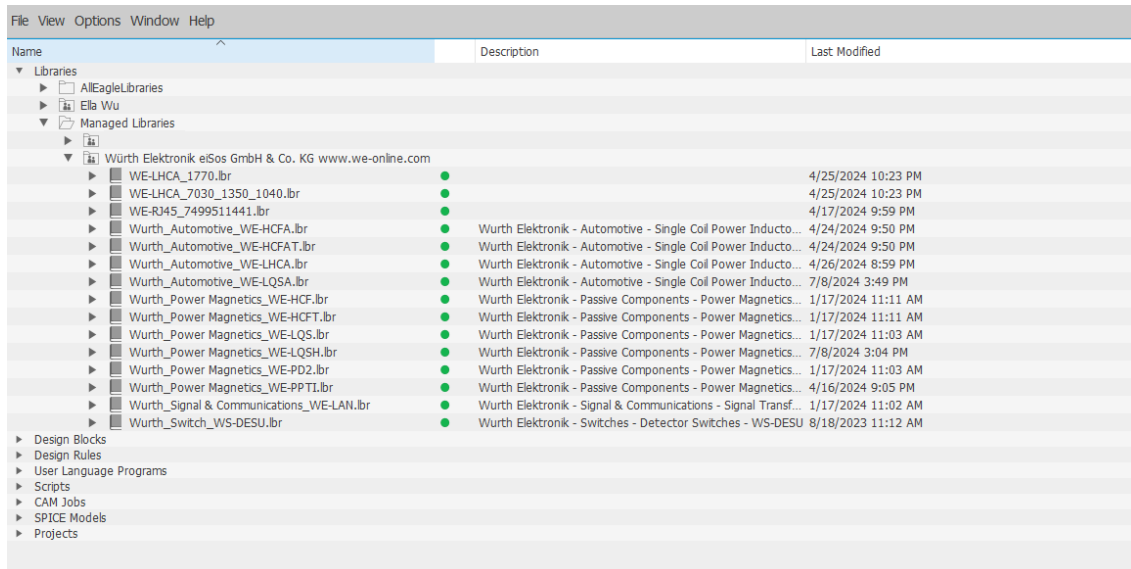 File View Options Window Help
Name Description Last Modified
Libraries
AllEagleLibraries
Ella Wu
Managed Libraries
Würth Elektronik eiSos GmbH & Co. KG www.we-online.com
WE-LHCA_1770.lbr 4/25/2024 10:23 PM
WE-LHCA_7030_1350_1040.lbr 4/25/2024 10:23 PM
WE-RJ45_7499511441.lbr 4/17/2024 9:59 PM
Wurth_Automotive_WE-HCFA.lbr Wurth Elektronik - Automotive - Single Coil Power Inducto... 4/24/2024 9:50 PM
Wurth_Automotive_WE-HCFAT.lbr Wurth Elektronik - Automotive - Single Coil Power Inducto... 4/24/2024 9:50 PM
Wurth_Automotive_WE-LHCA.lbr Wurth Elektronik - Automotive - Single Coil Power Inducto... 4/26/2024 8:59 PM
Wurth_Automotive_WE-LQSA.lbr Wurth Elektronik - Automotive - Single Coil Power Inducto... 7/8/2024 3:49 PM
Wurth_Power Magnetics_WE-HCF.lbr Wurth Elektronik - Passive Components - Power Magnetics... 1/17/2024 11:11 AM
Wurth_Power Magnetics_WE-HCFT.lbr Wurth Elektronik - Passive Components - Power Magnetics... 1/17/2024 11:11 AM
Wurth_Power Magnetics_WE-LQS.lbr Wurth Elektronik - Passive Components - Power Magnetics... 1/17/2024 11:03 AM
Wurth_Power Magnetics_WE-LQSH.lbr Wurth Elektronik - Passive Components - Power Magnetics... 7/8/2024 3:04 PM
Wurth_Power Magnetics_WE-PD2.lbr Wurth Elektronik - Passive Components - Power Magnetics... 1/17/2024 11:03 AM
Wurth_Power Magnetics_WE-PPTI.lbr Wurth Elektronik - Passive Components - Power Magnetics... 4/16/2024 9:05 PM
Wurth_Signal & Communications_WE-LAN.lbr Wurth Elektronik - Signal & Communications - Signal Transf... 1/17/2024 11:02 AM
Wurth_Switch_WS-DESU.lbr Wurth Elektronik - Switches - Detector Switches - WS-DESU 8/18/2023 11:12 AM
Design Blocks
Design Rules
User Language Programs
Scripts
CAM Jobs
SPICE Models
Projects